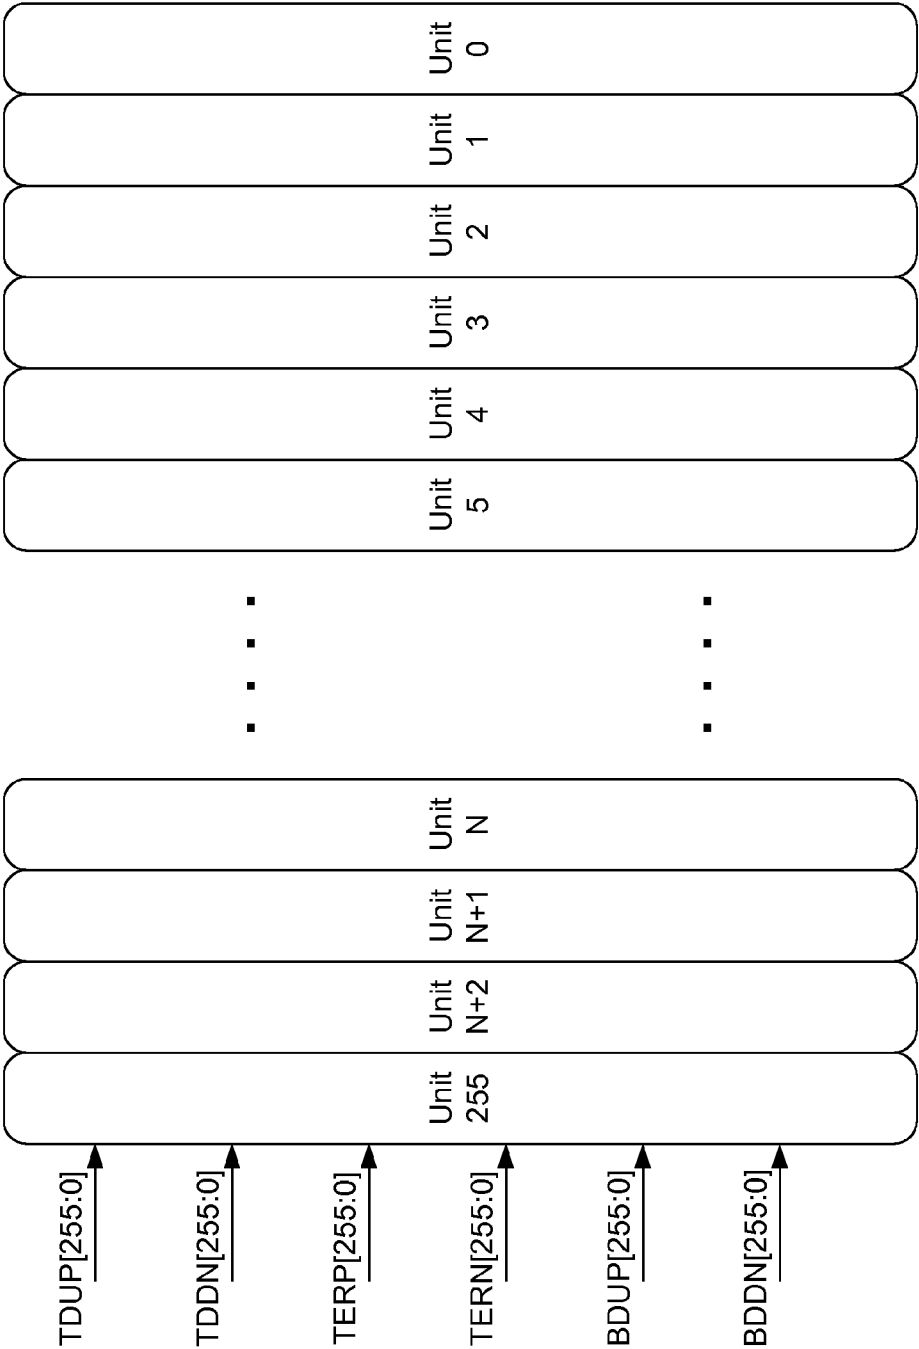 Unit
0
Unit
1
Unit
2
Unit
3
Unit
4
Unit
5
Unit
N
Unit
N+1
Unit
N+2
Unit
255
TDUP[255:0]
TDDN[255:0]
TERP[255:0]
TERN[255:0]
BDUP[255:0]
BDDN[255:0]